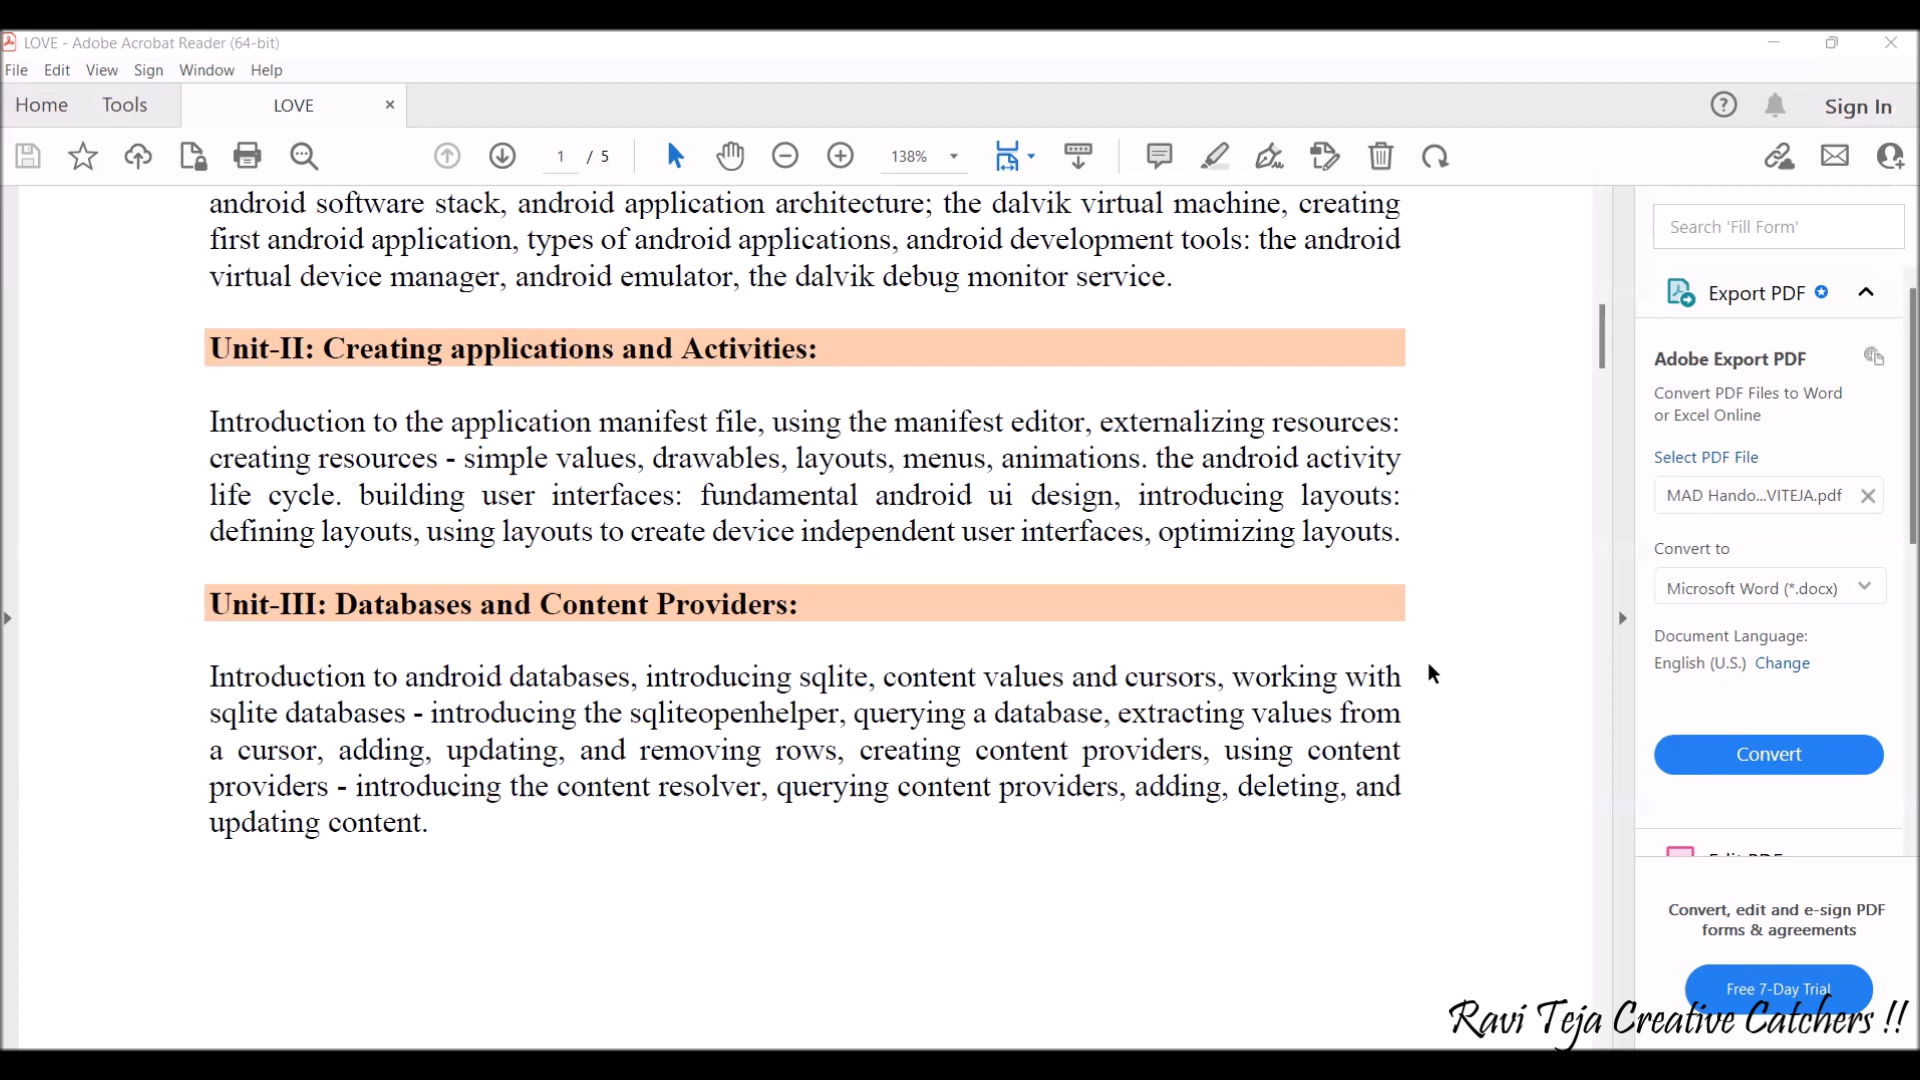 LOVE - Adobe Acrobat Reader (64-bit)
File Edit View Sign Window Help
Home Tools LOVE × Sign In
1 / 5 138%
android software stack, android application architecture; the dalvik virtual machine, creating
first android application, types of android applications, android development tools: the android
virtual device manager, android emulator, the dalvik debug monitor service.
Unit-II: Creating applications and Activities:
Introduction to the application manifest file, using the manifest editor, externalizing resources:
creating resources - simple values, drawables, layouts, menus, animations. the android activity
life cycle. building user interfaces: fundamental android ui design, introducing layouts:
defining layouts, using layouts to create device independent user interfaces, optimizing layouts.
Unit-III: Databases and Content Providers:
Introduction to android databases, introducing sqlite, content values and cursors, working with
sqlite databases - introducing the sqliteopenhelper, querying a database, extracting values from
a cursor, adding, updating, and removing rows, creating content providers, using content
providers - introducing the content resolver, querying content providers, adding, deleting, and
updating content.
Search 'Fill Form'
Export PDF
Adobe Export PDF
Convert PDF Files to Word
or Excel Online
Select PDF File
MAD Hando...VITEJA.pdf
Convert to
Microsoft Word (*.docx)
Document Language:
English (U.S.) Change
Convert
Convert, edit and e-sign PDF
forms & agreements
Free 7-Day Trial
Ravi Teja Creative Catchers !!